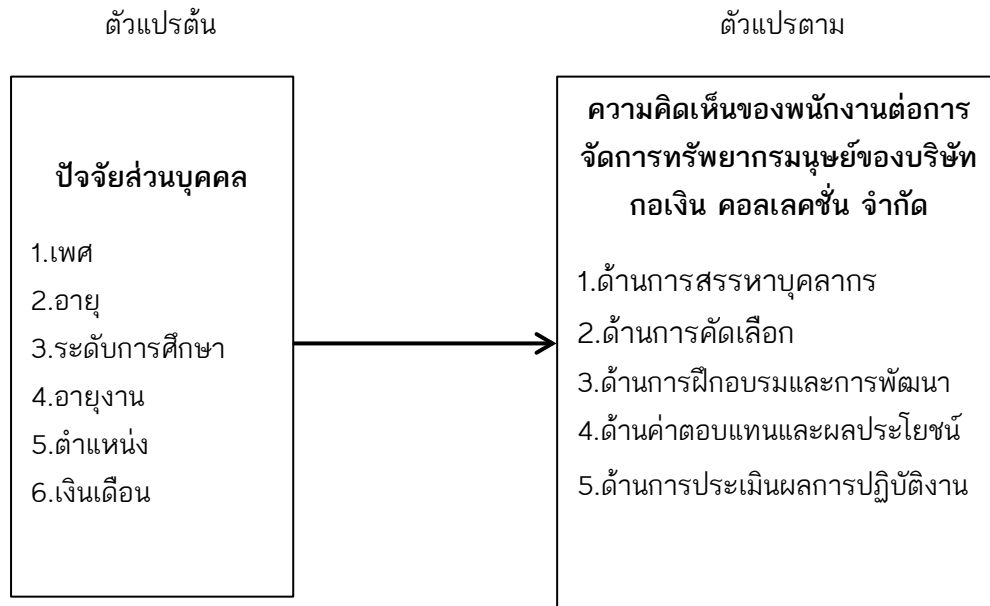 ตัวแปรต้น
ตัวแปรตาม
ปัจจัยส่วนบุคคล
1.เพศ
2.อายุ
3.ระดับการศึกษา
4.อายุงาน
5.ตำแหน่ง
6.เงินเดือน
ความคิดเห็นของพนักงานต่อการ
จัดการทรัพยากรมนุษย์ของบริษัท
กอเงิน คอลเลคชั่น จำกัด
1.ด้านการสรรหาบุคลากร
2.ด้านการคัดเลือก
3.ด้านการฝึกอบรมและการพัฒนา
4.ด้านค่าตอบแทนและผลประโยชน์
5.ด้านการประเมินผลการปฏิบัติงาน